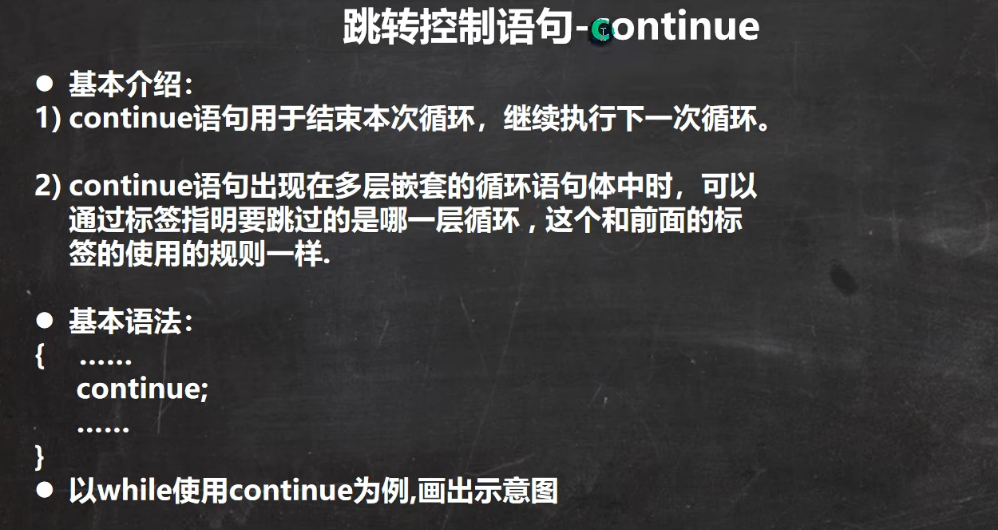 跳转控制语句-continue
● 基本介绍：
1) continue语句用于结束本次循环，继续执行下一次循环。
2) continue语句出现在多层嵌套的循环语句体中时，可以
通过标签指明要跳过的是哪一层循环 , 这个和前面的标
签的使用的规则一样.
● 基本语法：
{ ……
continue;
……
}
● 以while使用continue为例,画出示意图